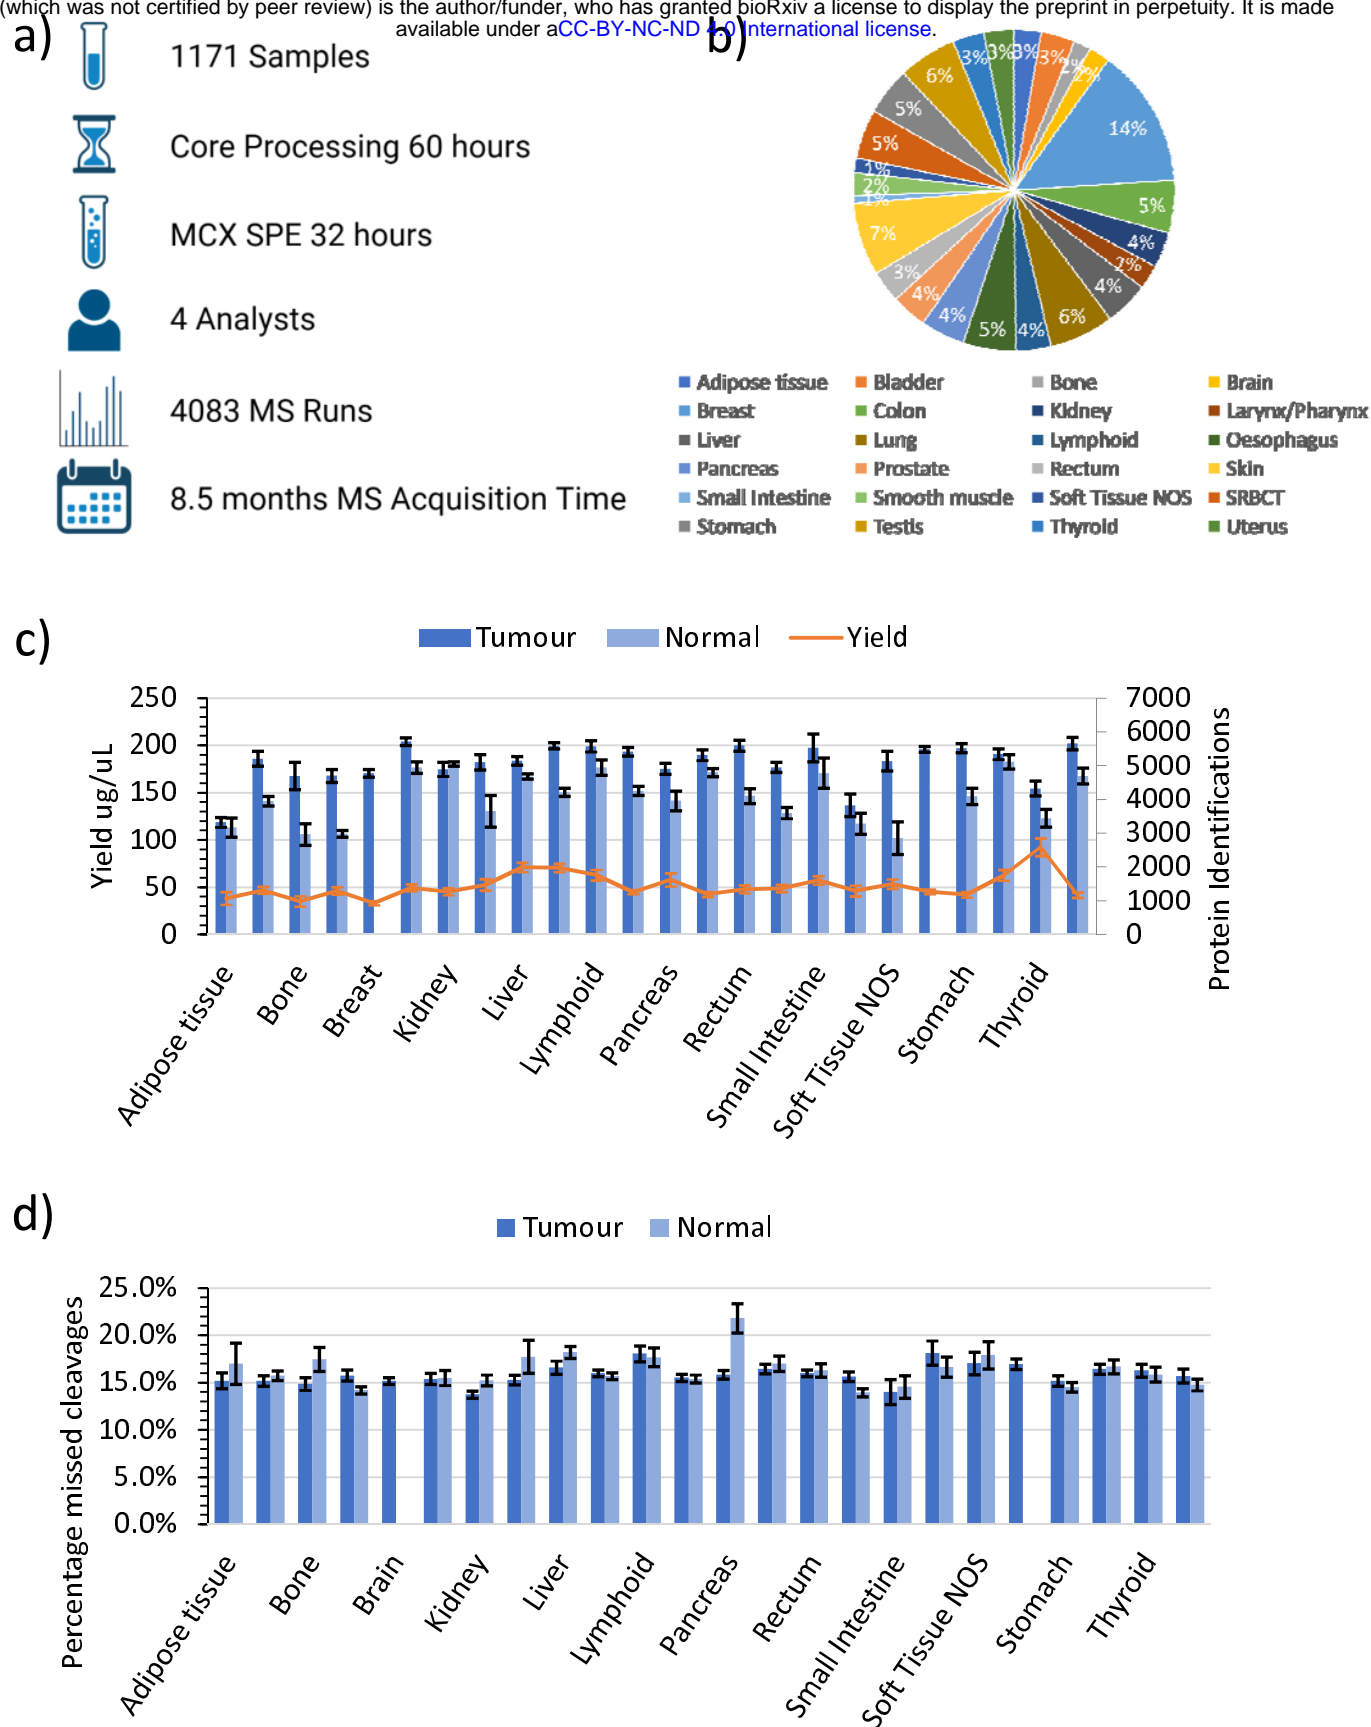 (which was not certified by peer review) is the author/funder, who has granted bioRxiv a license to display the preprint in perpetuity. It is made
available under aCC-BY-NC-ND 4.0 International license.
a)
1171 Samples
Core Processing 60 hours
MCX SPE 32 hours
4 Analysts
4083 MS Runs
8.5 months MS Acquisition Time
b)
3%
3%
2%
2%
14%
5%
4%
2%
4%
6%
4%
5%
4%
4%
3%
7%
1%
2%
1%
5%
5%
6%
3%
3%
Adipose tissue Bladder Bone Brain
Breast Colon Kidney Larynx/Pharynx
Liver Lung Lymphoid Oesophagus
Pancreas Prostate Rectum Skin
Small Intestine Smooth muscle Soft Tissue NOS SRBCT
Stomach Testis Thyroid Uterus
c)
Tumour Normal Yield
Yield ug/uL
250
200
150
100
50
0
7000
6000
5000
4000
3000
2000
1000
0
Protein Identifications
Adipose tissue
Bone
Breast
Kidney
Liver
Lymphoid
Pancreas
Rectum
Small Intestine
Soft Tissue NOS
Stomach
Thyroid
d)
Tumour Normal
Percentage missed cleavages
25.0%
20.0%
15.0%
10.0%
5.0%
0.0%
Adipose tissue
Bone
Brain
Kidney
Liver
Lymphoid
Pancreas
Rectum
Small Intestine
Soft Tissue NOS
Stomach
Thyroid